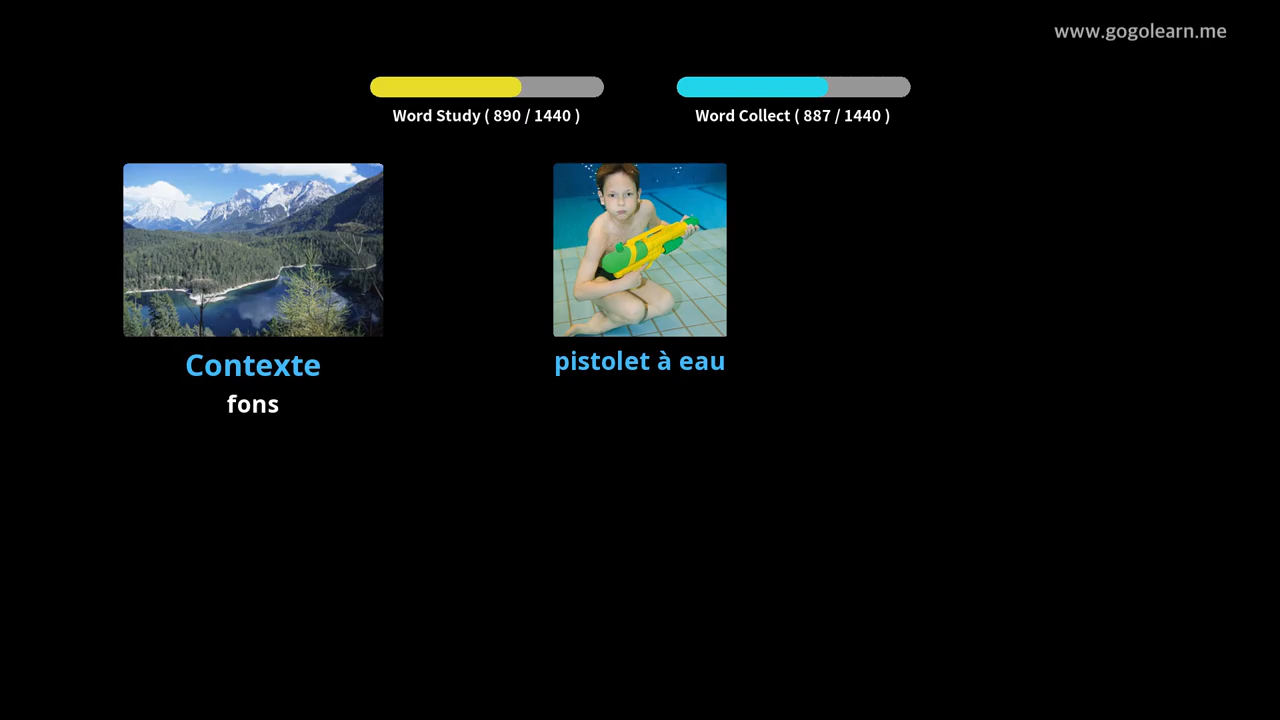 www.gogolearn.me
Word Study ( 890 / 1440 )
Word Collect ( 887 / 1440 )
Contexte
fons
pistolet à eau